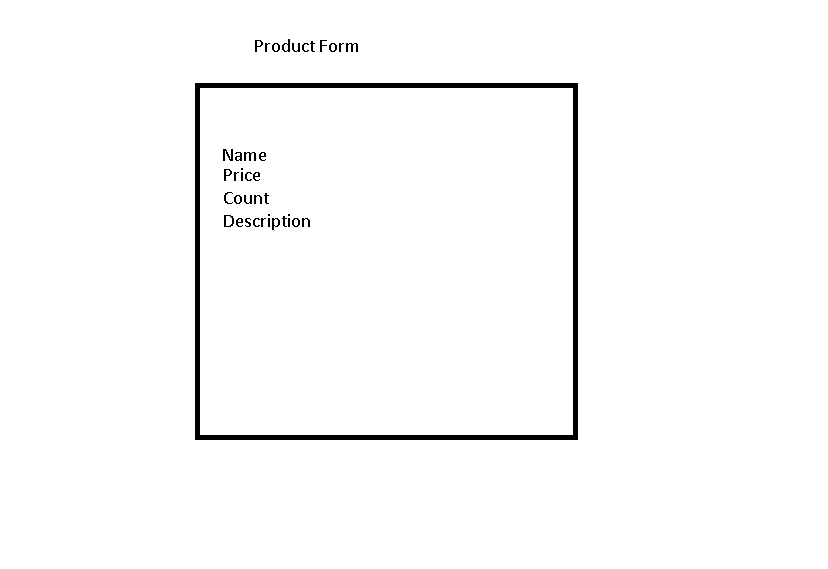 Product Form
Name
Price
Count
Description